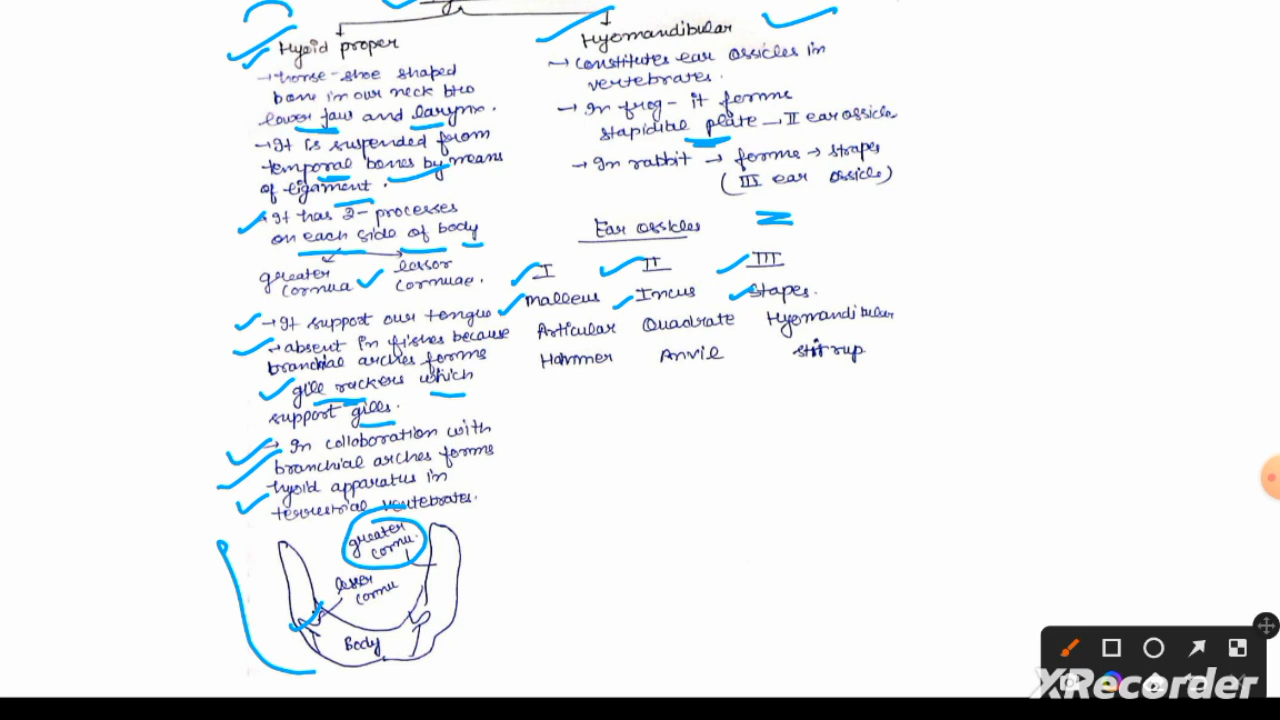 Hyoid proper
→ horse-shoe shaped
bone in our neck btw
lower jaw and larynx.
→ It is suspended from
temporal bones by means
of ligament.
→ It has 2-processes
on each side of body
greater cornua
lessor cornuae.
→ It support our tongue
→ absent in fishes because
branchial arches forms
gill rackers which
support gills.
→ In collaboration with
branchial arches forms
hyoid apparatus in
terrestrial vertebrates.
greater
cornu.
lesser
cornu
Body
Hyomandibular
→ constitutes ear ossicles in
vertebrates.
→ In frog - it forms
stapidial plate → II ear ossicle
→ In rabbit → forms → strapes
(III ear ossicle)
Ear ossicles
I II III
Malleus Incus Stapes.
Articular Quadrate Hyomandibular
Hammer Anvil stirrup
XRecorder